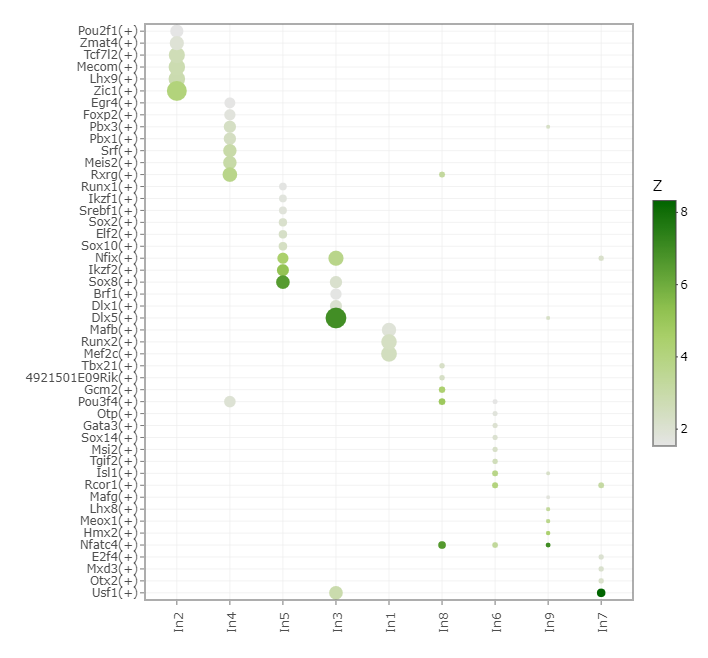 Pou2f1(+)
Zmat4(+)
Tcf7l2(+)
Mecom(+)
Lhx9(+)
Zic1(+)
Egr4(+)
Foxp2(+)
Pbx3(+)
Pbx1(+)
Srf(+)
Meis2(+)
Rxrg(+)
Runx1(+)
Ikzf1(+)
Srebf1(+)
Sox2(+)
Elf2(+)
Sox10(+)
Nfix(+)
Ikzf2(+)
Sox8(+)
Brf1(+)
Dlx1(+)
Dlx5(+)
Mafb(+)
Runx2(+)
Mef2c(+)
Tbx21(+)
4921501E09Rik(+)
Gcm2(+)
Pou3f4(+)
Otp(+)
Gata3(+)
Sox14(+)
Msi2(+)
Tgif2(+)
Isl1(+)
Rcor1(+)
Mafg(+)
Lhx8(+)
Meox1(+)
Hmx2(+)
Nfatc4(+)
E2f4(+)
Mxd3(+)
Otx2(+)
Usf1(+)
In2 In4 In5 In3 In1 In8 In6 In9 In7
Z
8
6
4
2